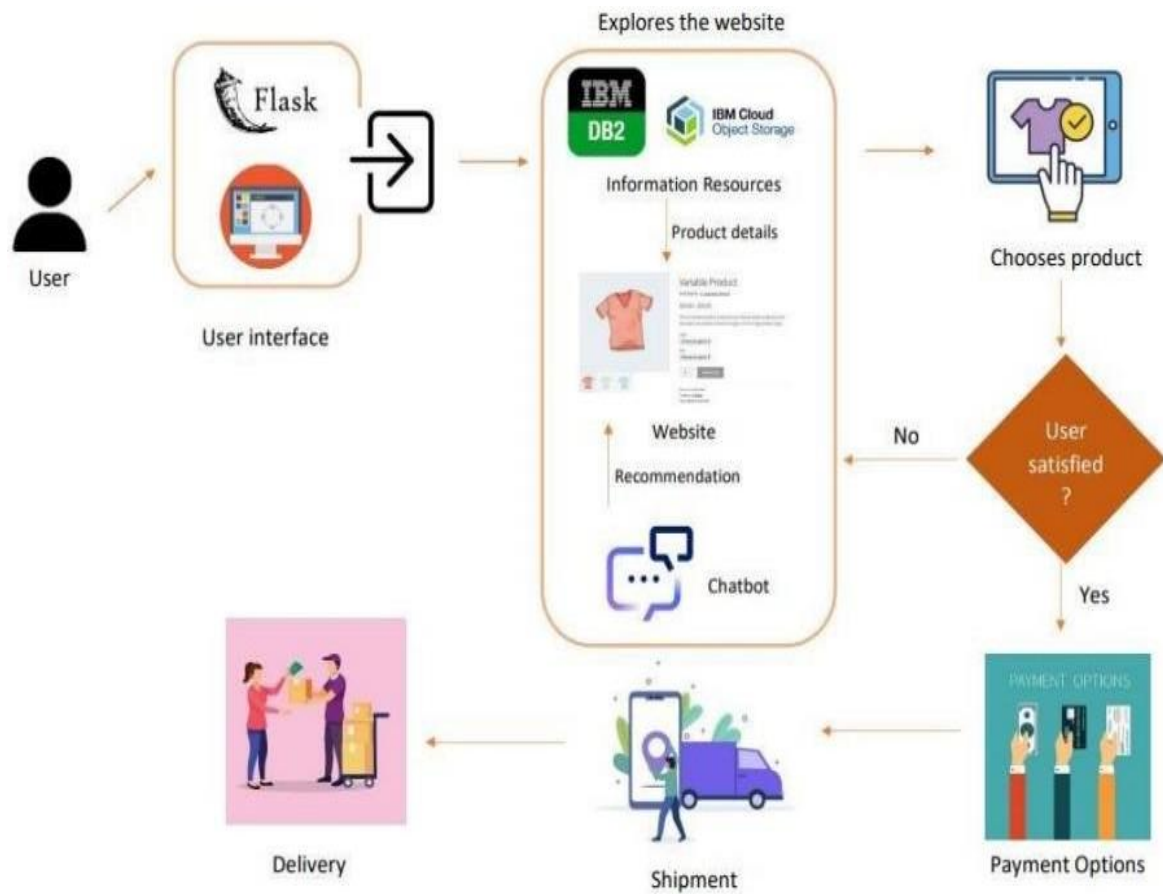 Explores the website
Flask
IBM
DB2
IBM Cloud
Object Storage
Information Resources
Product details
User
User interface
Chooses product
Variable Product
Website
Recommendation
Chatbot
No
User
satisfied
?
Yes
PAYMENT OPTIONS
Delivery
Shipment
Payment Options